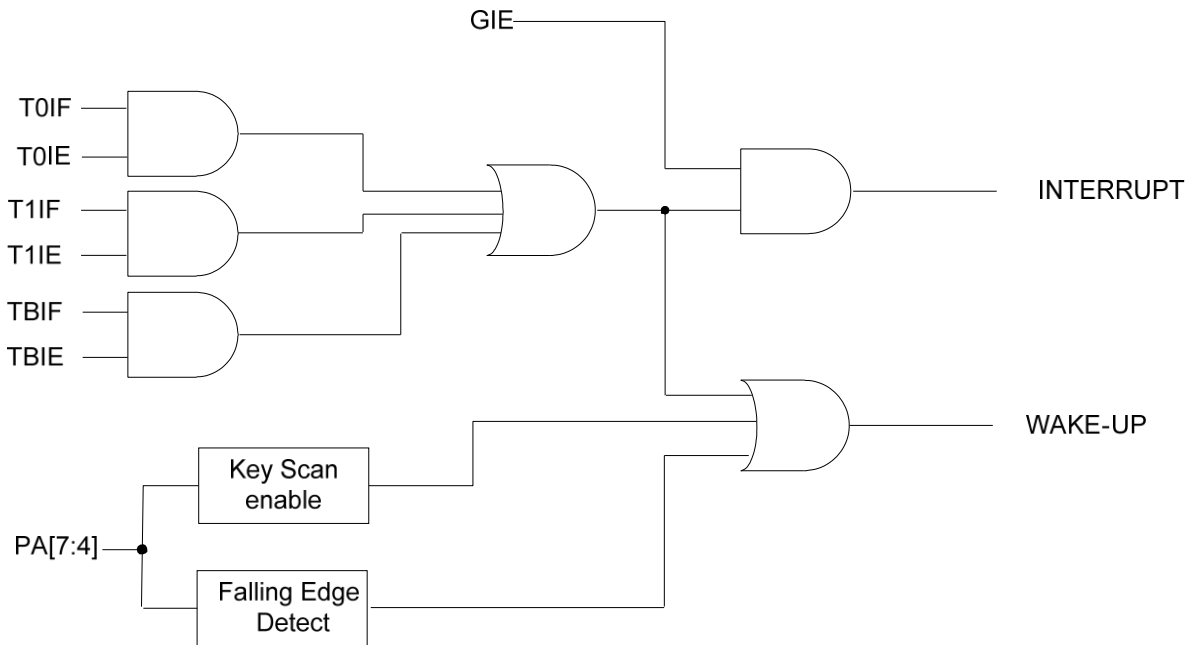 GIE
T0IF
T0IE
T1IF
T1IE
TBIF
TBIE
INTERRUPT
WAKE-UP
Key Scan
enable
PA[7:4]
Falling Edge
Detect